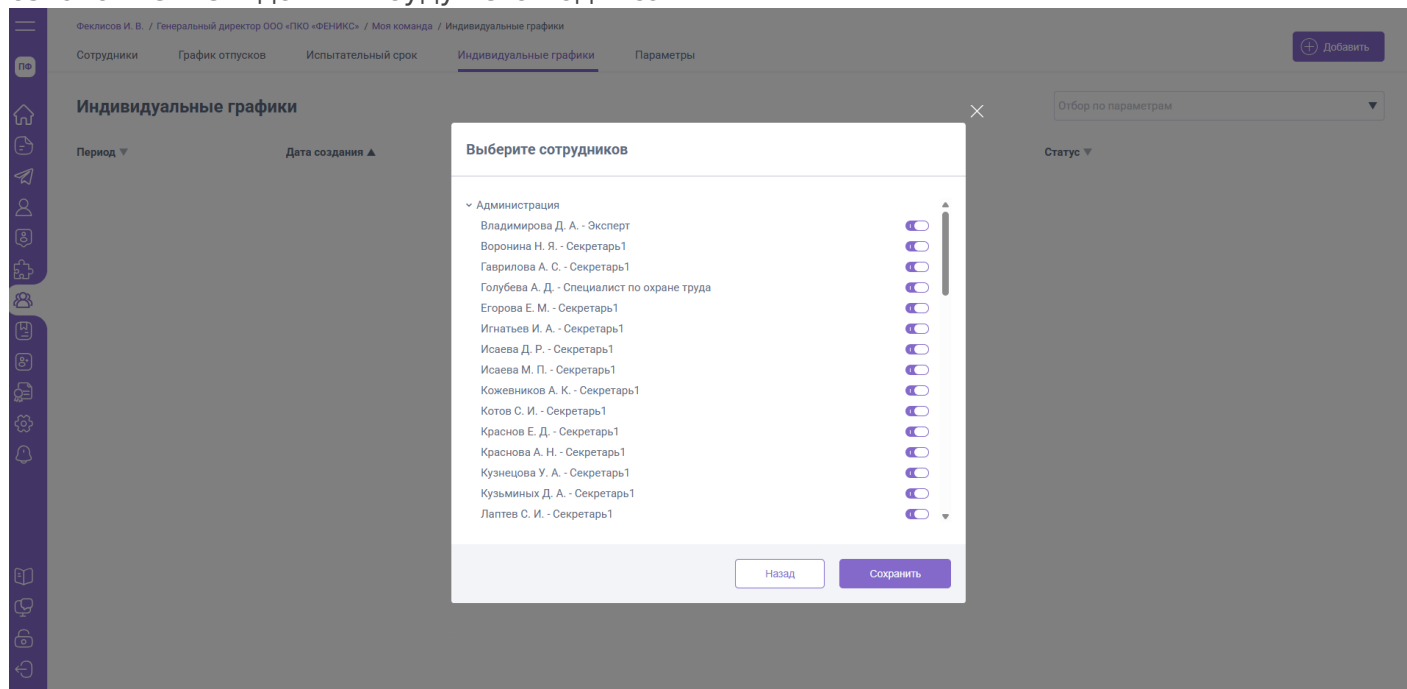 Феклисов И. В. / Генеральный директор ООО «ПКО «ФЕНИКС» / Моя команда / Индивидуальные графики
Сотрудники График отпусков Испытательный срок Индивидуальные графики Параметры
Добавить
ПФ
Индивидуальные графики
Отбор по параметрам
Период Дата создания Статус
Выберите сотрудников
Администрация
Владимирова Д. А. - Эксперт
Воронина Н. Я. - Секретарь1
Гаврилова А. С. - Секретарь1
Голубева А. Д. - Специалист по охране труда
Егорова Е. М. - Секретарь1
Игнатьев И. А. - Секретарь1
Исаева Д. Р. - Секретарь1
Исаева М. П. - Секретарь1
Кожевников А. К. - Секретарь1
Котов С. И. - Секретарь1
Краснов Е. Д. - Секретарь1
Краснова А. Н. - Секретарь1
Кузнецова У. А. - Секретарь1
Кузьминых Д. А. - Секретарь1
Лаптев С. И. - Секретарь1
Назад Сохранить